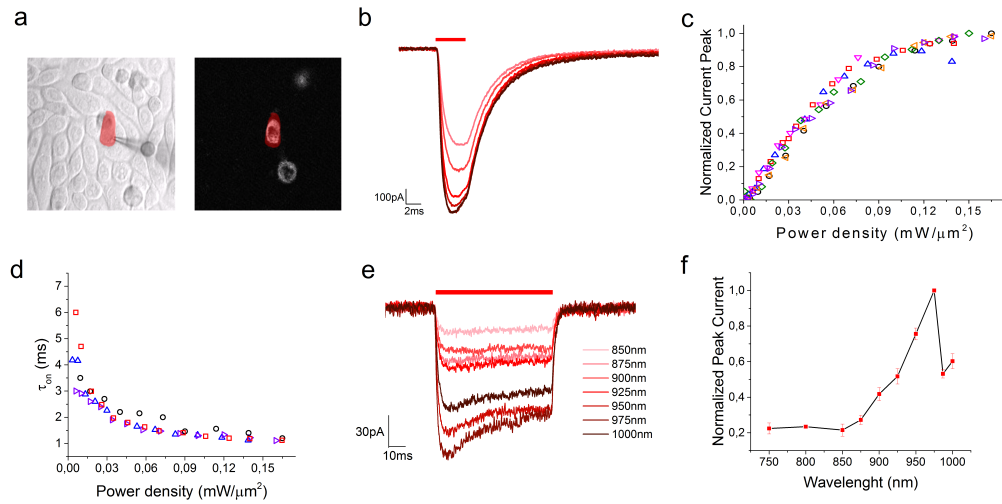 a
b
100pA
2ms
c
Normalized Current Peak
1,0
0,8
0,6
0,4
0,2
0,0
0,00 0,03 0,06 0,09 0,12 0,15
Power density (mW/μm²)
d
τon (ms)
7
6
5
4
3
2
1
0,00 0,03 0,06 0,09 0,12 0,15
Power density (mW/μm²)
e
30pA
10ms
850nm
875nm
900nm
925nm
950nm
975nm
1000nm
f
Normalized Peak Current
1,0
0,8
0,6
0,4
0,2
750 800 850 900 950 1000
Wavelenght (nm)